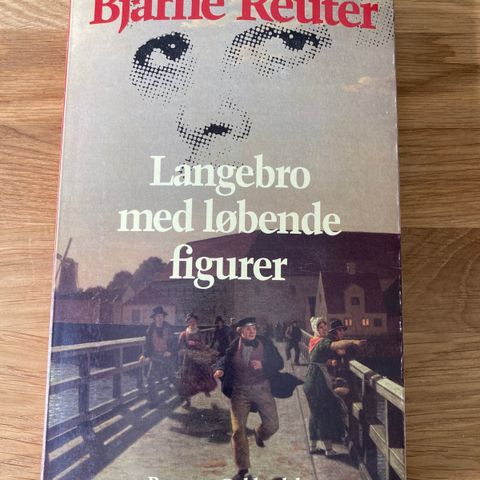 Bjarne Reuter
Langebro
med løbende
figurer